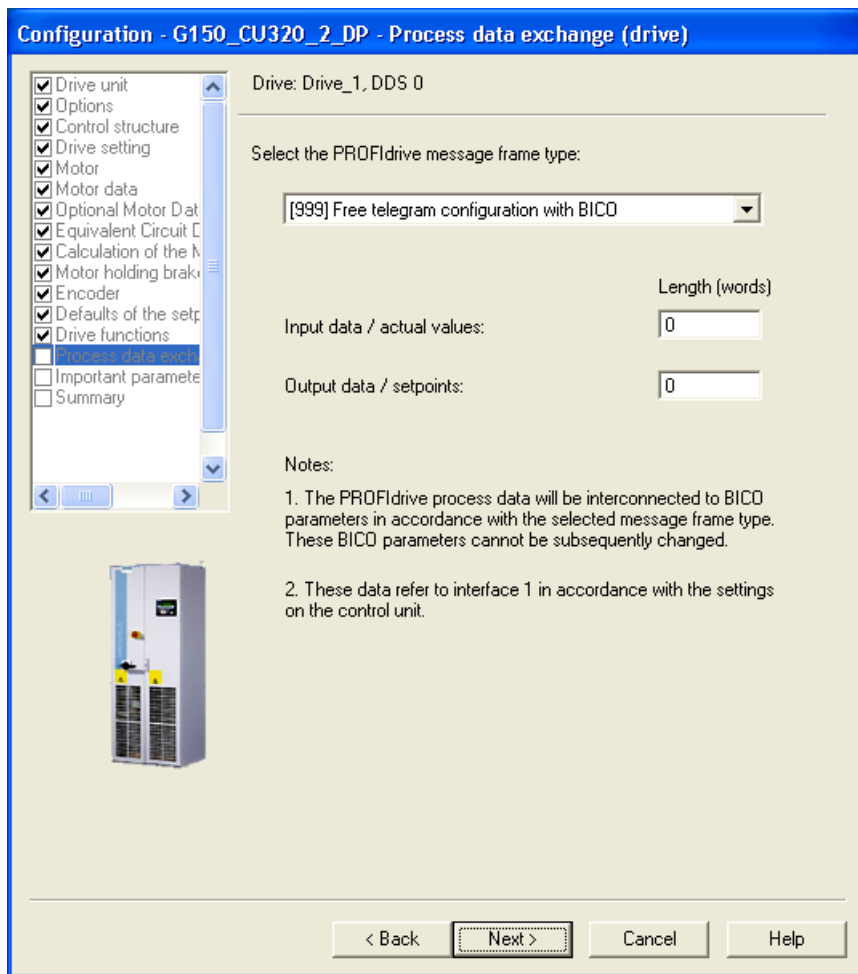 Configuration - G150_CU320_2_DP - Process data exchange (drive)
Drive unit
Options
Control structure
Drive setting
Motor
Motor data
Optional Motor Dat
Equivalent Circuit D
Calculation of the M
Motor holding brak
Encoder
Defaults of the setp
Drive functions
Process data exch
Important paramete
Summary
Drive: Drive_1, DDS 0
Select the PROFIdrive message frame type:
[999] Free telegram configuration with BICO
Length (words)
Input data / actual values:
0
Output data / setpoints:
0
Notes:
1. The PROFIdrive process data will be interconnected to BICO
parameters in accordance with the selected message frame type.
These BICO parameters cannot be subsequently changed.
2. These data refer to interface 1 in accordance with the settings
on the control unit.
< Back
Next >
Cancel
Help